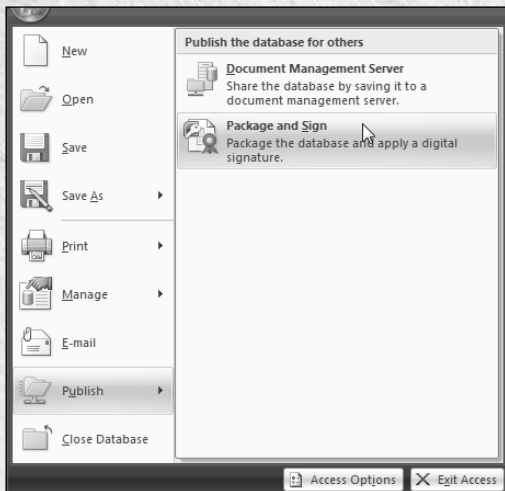 New
Open
Save
Save As
Print
Manage
E-mail
Publish
Close Database
Publish the database for others
Document Management Server
Share the database by saving it to a
document management server.
Package and Sign
Package the database and apply a digital
signature.
Access Options
Exit Access